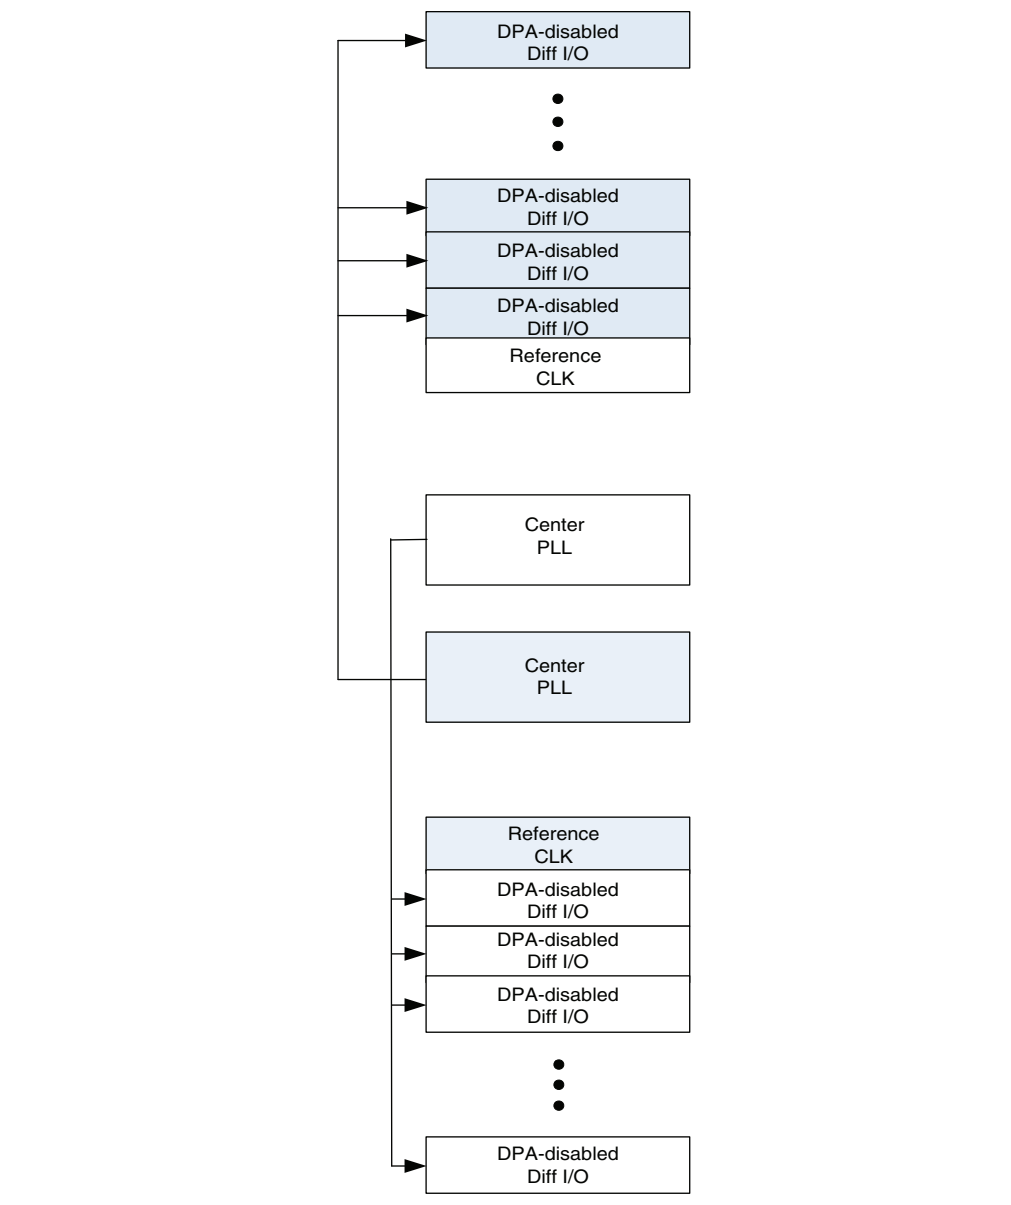 DPA-disabled
Diff I/O
DPA-disabled
Diff I/O
DPA-disabled
Diff I/O
DPA-disabled
Diff I/O
Reference
CLK
Center
PLL
Center
PLL
Reference
CLK
DPA-disabled
Diff I/O
DPA-disabled
Diff I/O
DPA-disabled
Diff I/O
DPA-disabled
Diff I/O